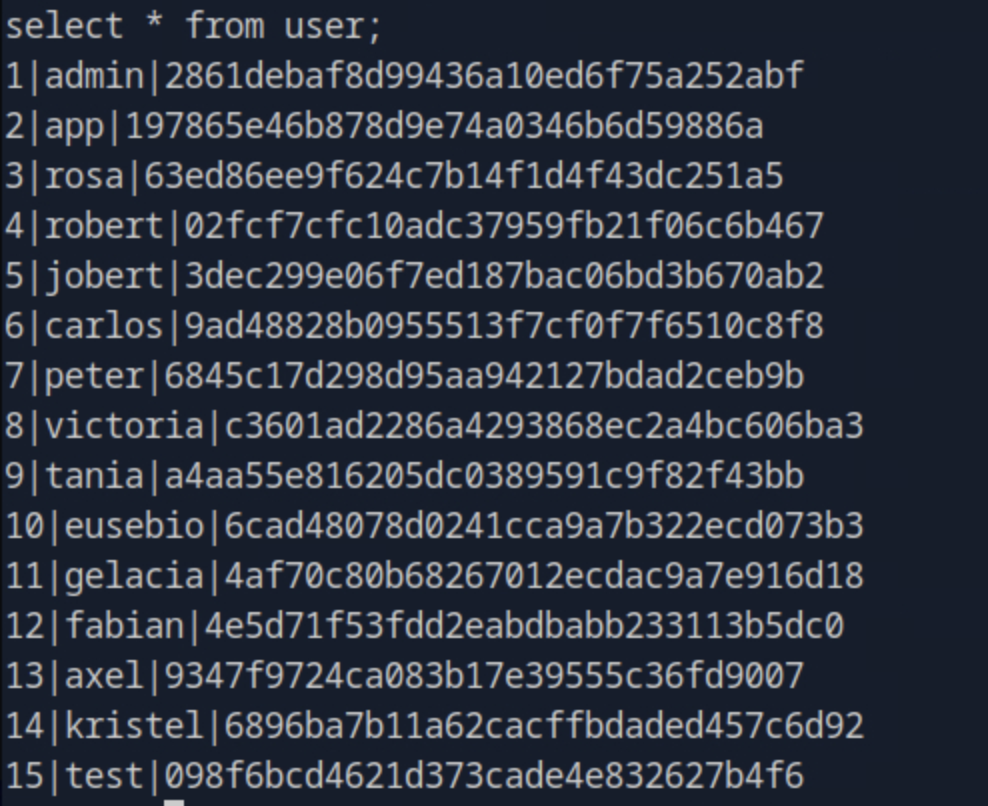 select * from user;
1|admin|2861debaf8d99436a10ed6f75a252abf
2|app|197865e46b878d9e74a0346b6d59886a
3|rosa|63ed86ee9f624c7b14f1d4f43dc251a5
4|robert|02fcf7cfc10adc37959fb21f06c6b467
5|jobert|3dec299e06f7ed187bac06bd3b670ab2
6|carlos|9ad48828b0955513f7cf0f7f6510c8f8
7|peter|6845c17d298d95aa942127bdad2ceb9b
8|victoria|c3601ad2286a4293868ec2a4bc606ba3
9|tania|a4aa55e816205dc0389591c9f82f43bb
10|eusebio|6cad48078d0241cca9a7b322ecd073b3
11|gelacia|4af70c80b68267012ecdac9a7e916d18
12|fabian|4e5d71f53fdd2eabdbabb233113b5dc0
13|axel|9347f9724ca083b17e39555c36fd9007
14|kristel|6896ba7b11a62cacffbdaded457c6d92
15|test|098f6bcd4621d373cade4e832627b4f6